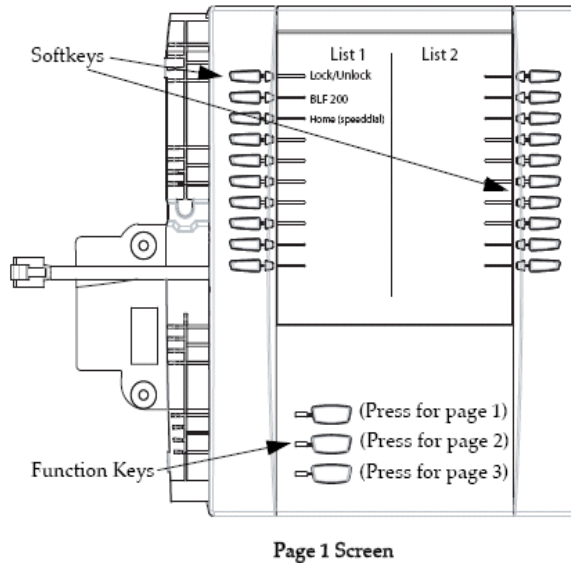 List 1 List 2
Softkeys
Lock/Unlock
BLF 200
Home (speeddial)
(Press for page 1)
(Press for page 2)
Function Keys
(Press for page 3)
Page 1 Screen